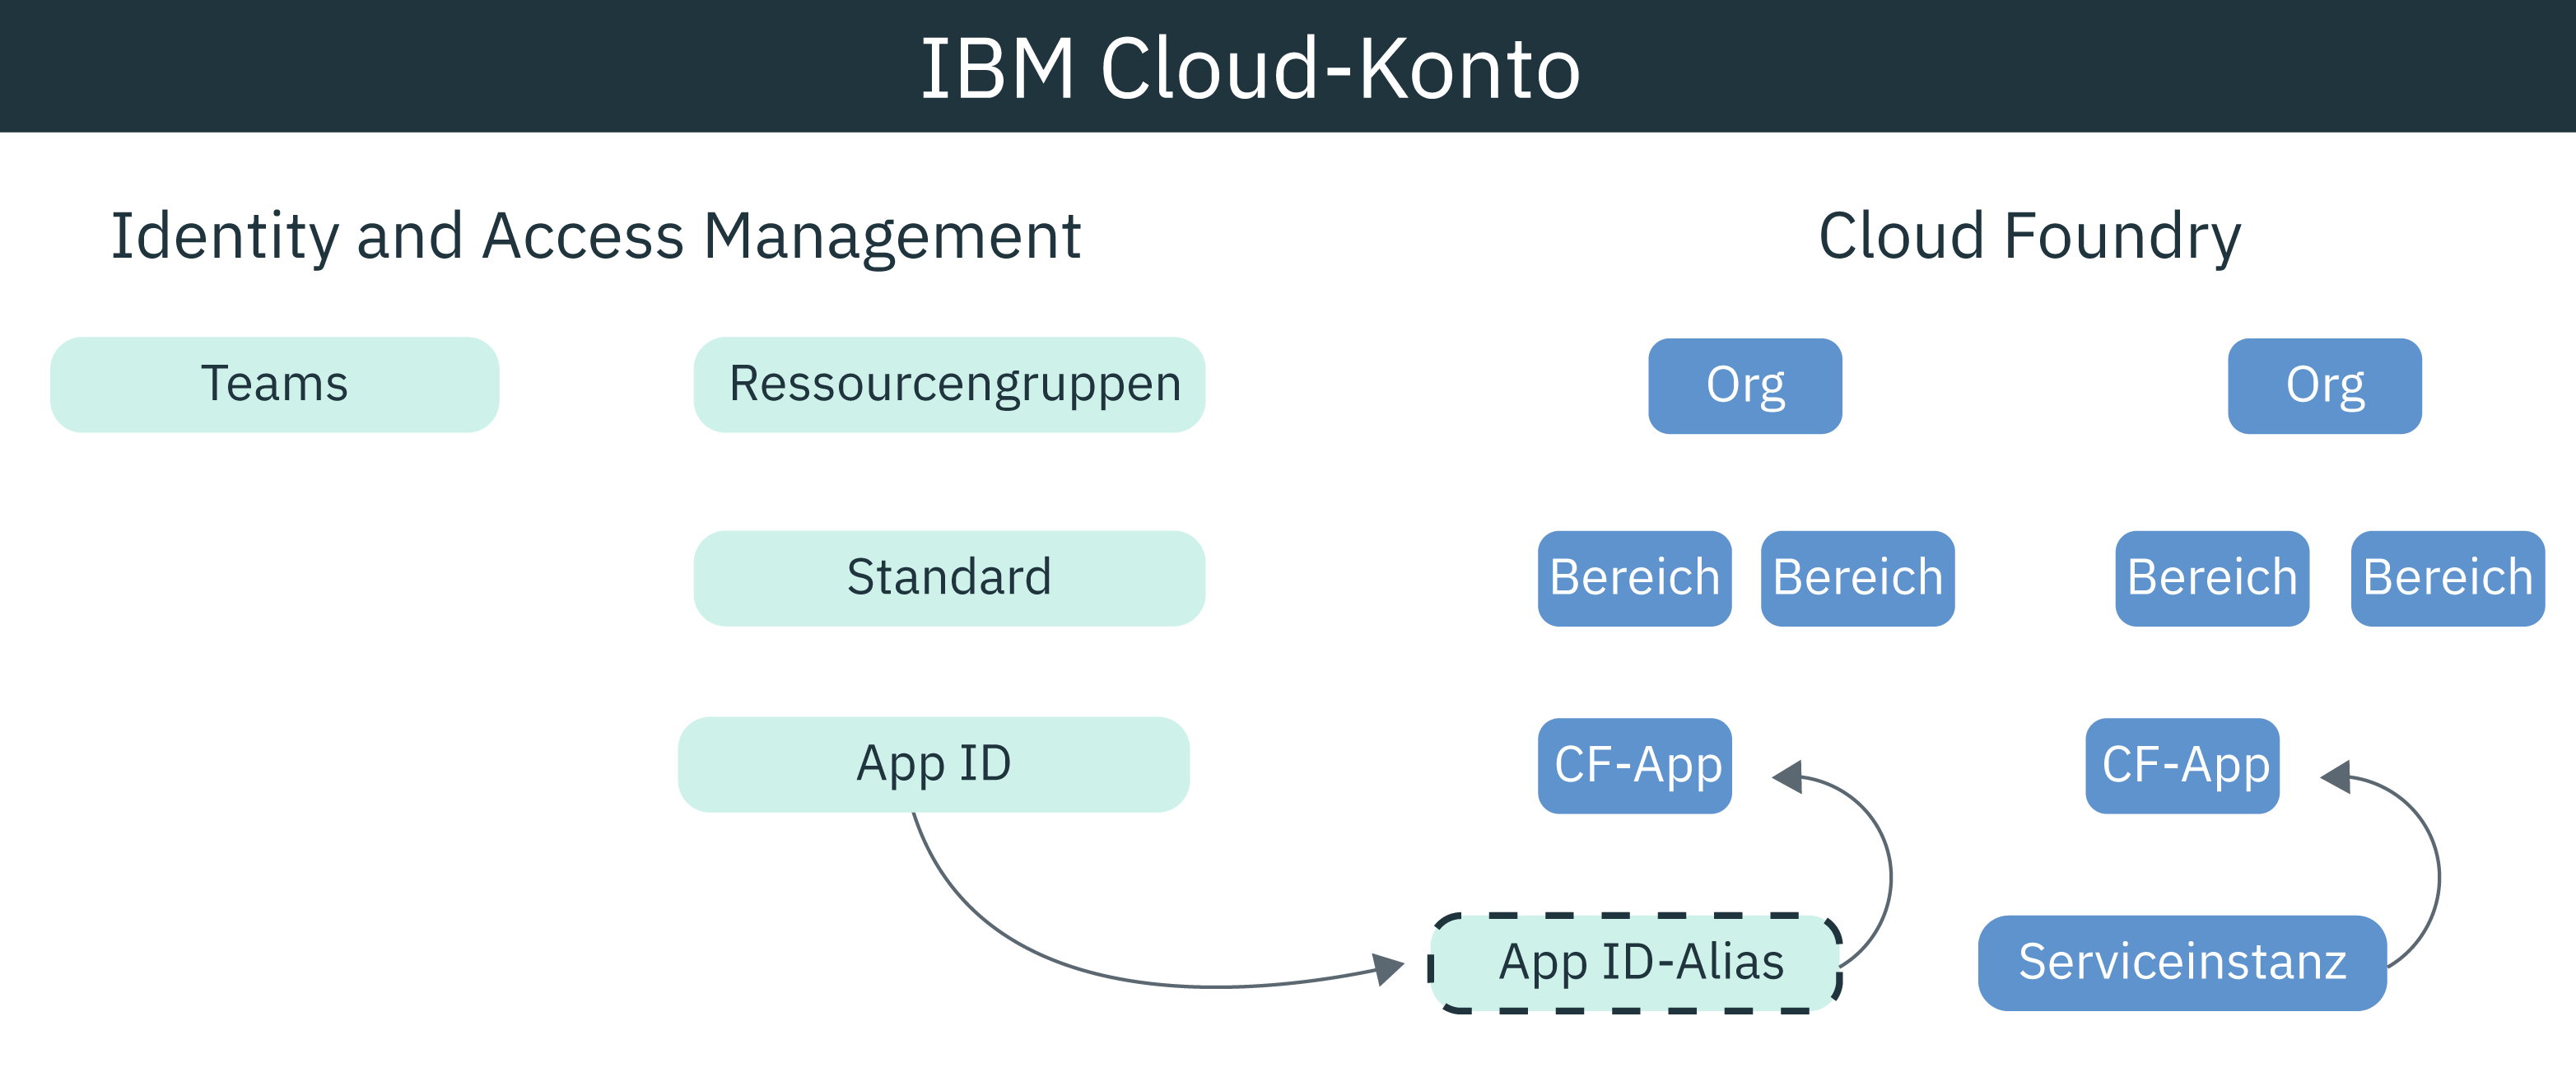 IBM Cloud-Konto
Identity and Access Management
Cloud Foundry
Teams
Ressourcengruppen
Org
Org
Standard
Bereich
Bereich
Bereich
Bereich
App ID
CF-App
CF-App
App ID-Alias
Serviceinstanz